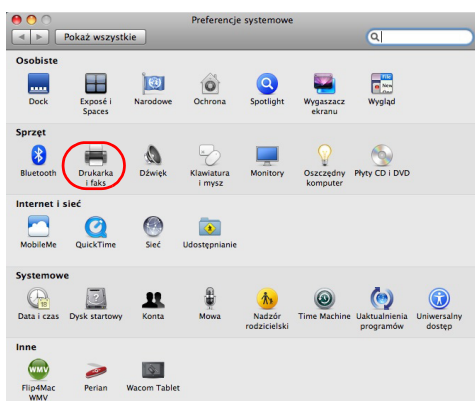 Preferencje systemowe
Pokaż wszystkie
Osobiste
Dock
Exposé i Spaces
Narodowe
Ochrona
Spotlight
Wygaszacz ekranu
Wygląd
Sprzęt
Bluetooth
Drukarka i faks
Dźwięk
Klawiatura i mysz
Monitory
Oszczędny komputer
Płyty CD i DVD
Internet i sieć
MobileMe
QuickTime
Sieć
Udostępnianie
Systemowe
Data i czas
Dysk startowy
Konta
Mowa
Nadzór rodzicielski
Time Machine
Uaktualnienia programów
Uniwersalny dostęp
Inne
WMV
Flip4Mac WMV
Perian
Wacom Tablet